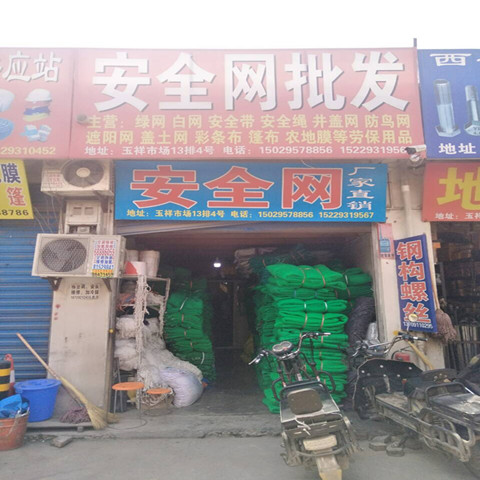 应站
29310452
安全网批发
主营：绿网 白网 安全带 安全绳 井盖网 防鸟网
遮阳网 盖土网 彩条布 篷布 农地膜等劳保用品
地址：玉祥市场13排4号 电话：15029578856 15229319567
西
地址
膜
篷
8786
安全网
厂家
直销
地址：玉祥市场13排4号 电话：15029578856 15229319567
地
钢构螺丝